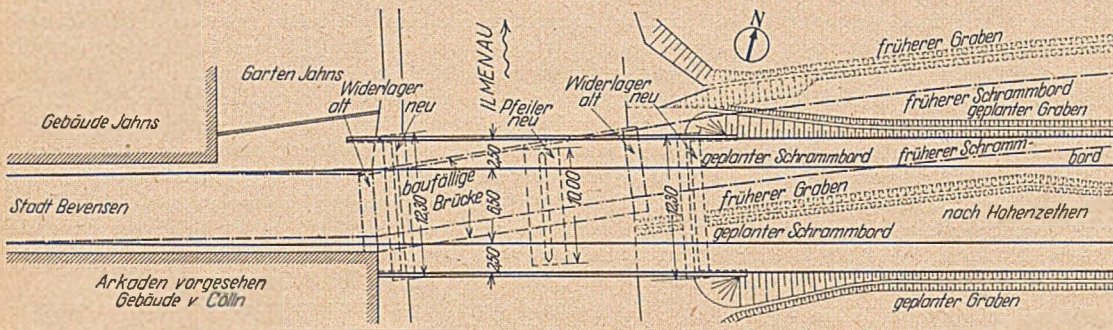 N
früherer Graben
Garten Jahns
Widerlager
alt neu
ILMENAU
Pfeiler
neu
Widerlager
alt neu
früherer Schrammbord
geplanter Graben
Gebäude Jahns
geplanter Schrammbord
früherer Schramm-
bord
baufällige
Brücke
12,30
2,50
6,50
2,50
10,00
12,30
Stadt Bevensen
früherer Graben
nach Hohenzethen
geplanter Schrammbord
Arkaden vorgesehen
Gebäude v Cölln
geplanter Graben